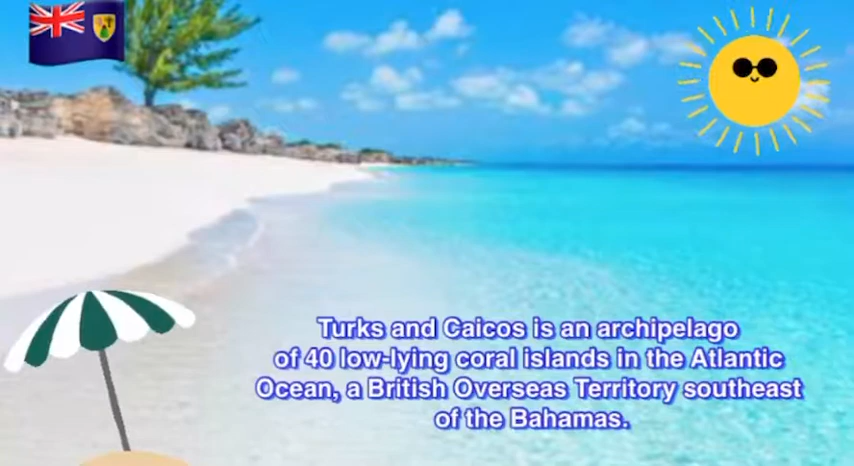 Turks and Caicos is an archipelago
of 40 low-lying coral islands in the Atlantic
Ocean, a British Overseas Territory southeast
of the Bahamas.